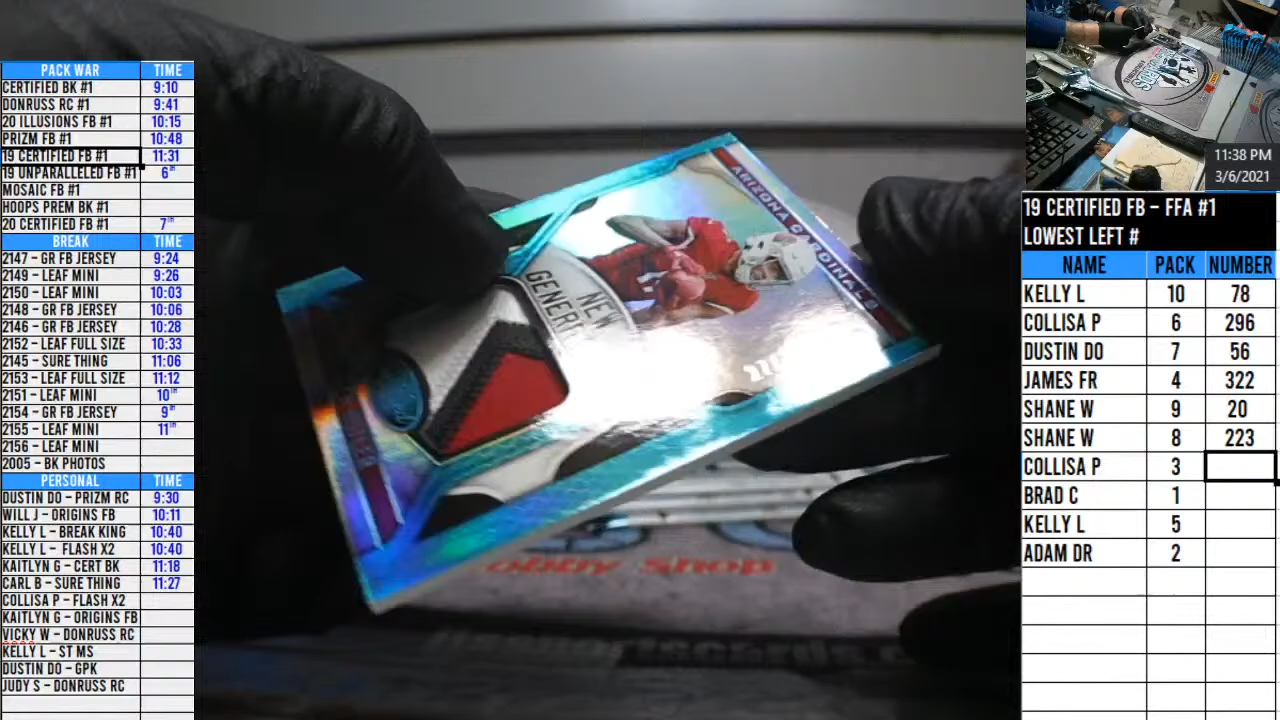 PACK WAR TIME
CERTIFIED BK #1 9:10
DONRUSS RC #1 9:41
20 ILLUSIONS FB #1 10:15
PRIZM FB #1 10:48
19 CERTIFIED FB #1 11:31
19 UNPARALLELED FB #1 6TH
MOSAIC FB #1
HOOPS PREM BK #1
20 CERTIFIED FB #1 7TH
BREAK TIME
2147 – GR FB JERSEY 9:24
2149 – LEAF MINI 9:26
2150 – LEAF MINI 10:03
2148 – GR FB JERSEY 10:06
2146 – GR FB JERSEY 10:28
2152 – LEAF FULL SIZE 10:33
2145 – SURE THING 11:06
2153 – LEAF FULL SIZE 11:12
2151 – LEAF MINI 10TH
2154 – GR FB JERSEY 9TH
2155 – LEAF MINI 11TH
2156 – LEAF MINI
2005 – BK PHOTOS
PERSONAL TIME
DUSTIN DO – PRIZM RC 9:30
WILL J – ORIGINS FB 10:11
KELLY L – BREAK KING 10:40
KELLY L – FLASH X2 10:40
KAITLYN G – CERT BK 11:18
CARL B – SURE THING 11:27
COLLISA P – FLASH X2
KAITLYN G – ORIGINS FB
VICKY W – DONRUSS RC
KELLY L – ST MS
DUSTIN DO – GPK
JUDY S – DONRUSS RC
ARIZONA CARDINALS
NEW
GENER
11:38 PM
3/6/2021
19 CERTIFIED FB – FFA #1
LOWEST LEFT #
NAME PACK NUMBER
KELLY L 10 78
COLLISA P 6 296
DUSTIN DO 7 56
JAMES FR 4 322
SHANE W 9 20
SHANE W 8 223
COLLISA P 3
BRAD C 1
KELLY L 5
ADAM DR 2